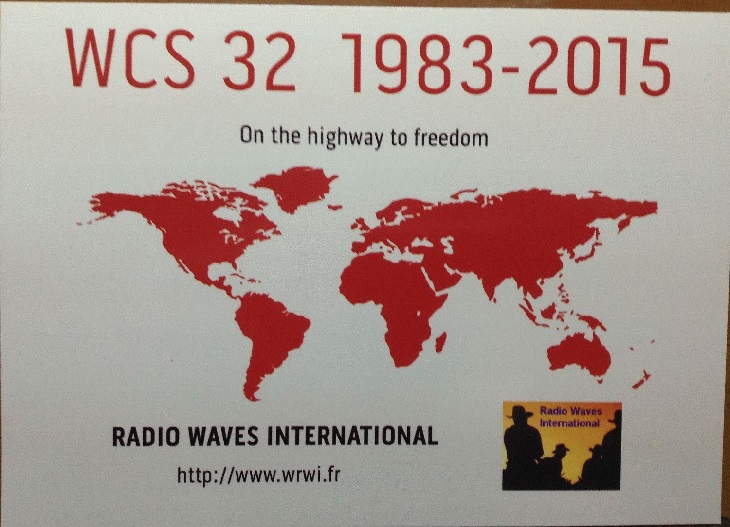 WCS 32 1983-2015
On the highway to freedom
RADIO WAVES INTERNATIONAL
http://www.wrwi.fr
Radio Waves
International